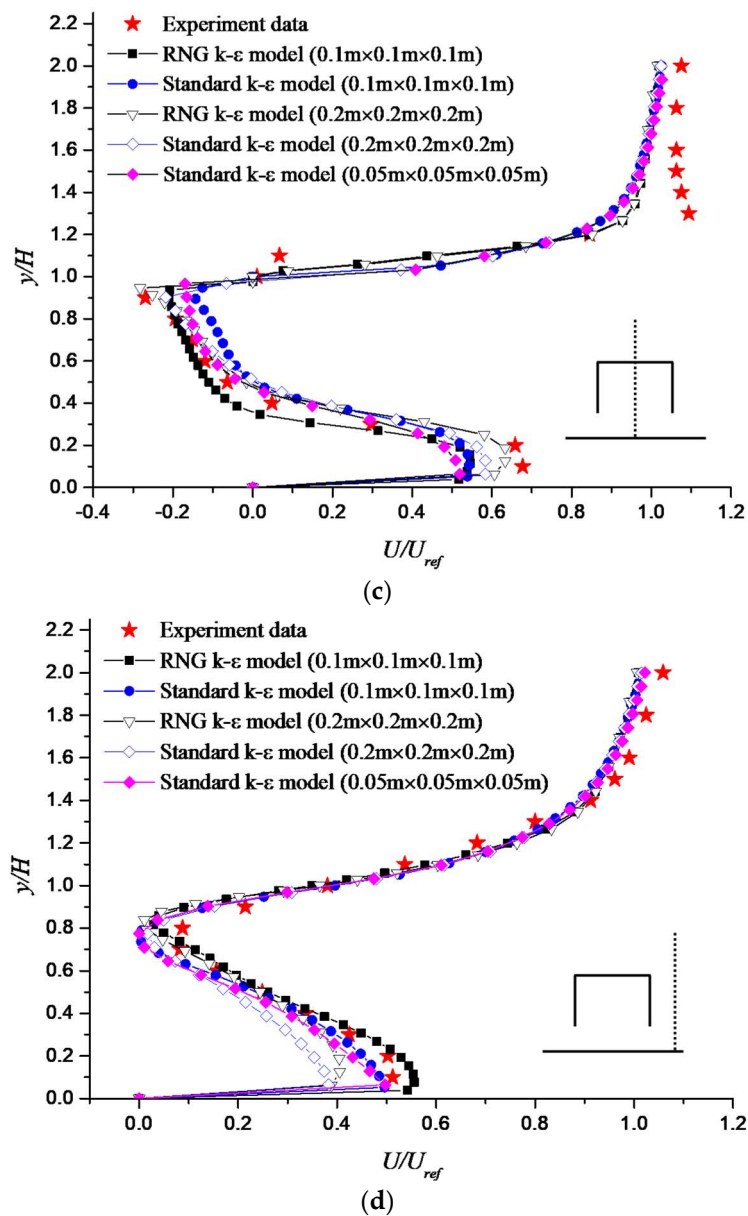 Experiment data
RNG k-ε model (0.1m×0.1m×0.1m)
Standard k-ε model (0.1m×0.1m×0.1m)
RNG k-ε model (0.2m×0.2m×0.2m)
Standard k-ε model (0.2m×0.2m×0.2m)
Standard k-ε model (0.05m×0.05m×0.05m)
2.2
2.0
1.8
1.6
1.4
1.2
1.0
0.8
0.6
0.4
0.2
0.0
y/H
-0.4 -0.2 0.0 0.2 0.4 0.6 0.8 1.0 1.2
U/U_ref
(c)
Experiment data
RNG k-ε model (0.1m×0.1m×0.1m)
Standard k-ε model (0.1m×0.1m×0.1m)
RNG k-ε model (0.2m×0.2m×0.2m)
Standard k-ε model (0.2m×0.2m×0.2m)
Standard k-ε model (0.05m×0.05m×0.05m)
2.2
2.0
1.8
1.6
1.4
1.2
1.0
0.8
0.6
0.4
0.2
0.0
y/H
0.0 0.2 0.4 0.6 0.8 1.0 1.2
U/U_ref
(d)